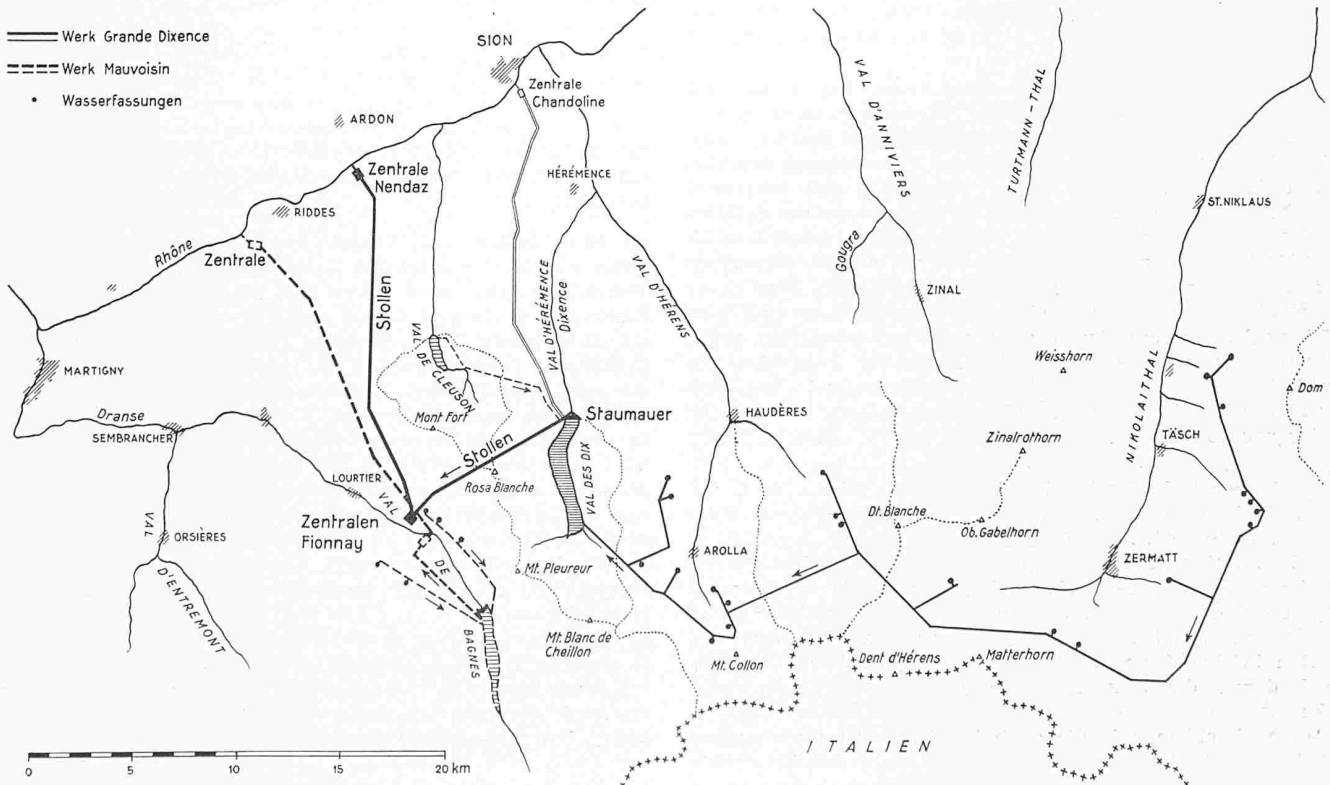 Werk Grande Dixence
Werk Mauvoisin
Wasserfassungen
SION
Zentrale
Chandoline
ARDON
Zentrale
Nendaz
HÉRÉMENCE
RIDDES
Rhône
Zentrale
Stollen
MARTIGNY
Dranse
SEMBRANCHER
VAL
D'ENTREMONT
ORSIÈRES
LOURTIER
Zentralen
Fionnay
VAL
DE
BAGNES
VAL
DE CLEUSON
Mont Fort
Stollen
Rosa Blanche
VAL D'HÉRÉMENCE
Dixence
Staumauer
VAL DES DIX
Mt. Pleureur
Mt. Blanc de
Cheillon
VAL D'HÉRENS
HAUDÈRES
AROLLA
Mt. Collon
VAL D'ANNIVIERS
Gougra
ZINAL
TURTMANN-THAL
ST. NIKLAUS
NIKOLAITHAL
Weisshorn
Dom
Zinalrothorn
TÄSCH
Dt. Blanche
Ob. Gabelhorn
ZERMATT
Dent d'Hérens
Matterhorn
ITALIEN
0 5 10 15 20 km